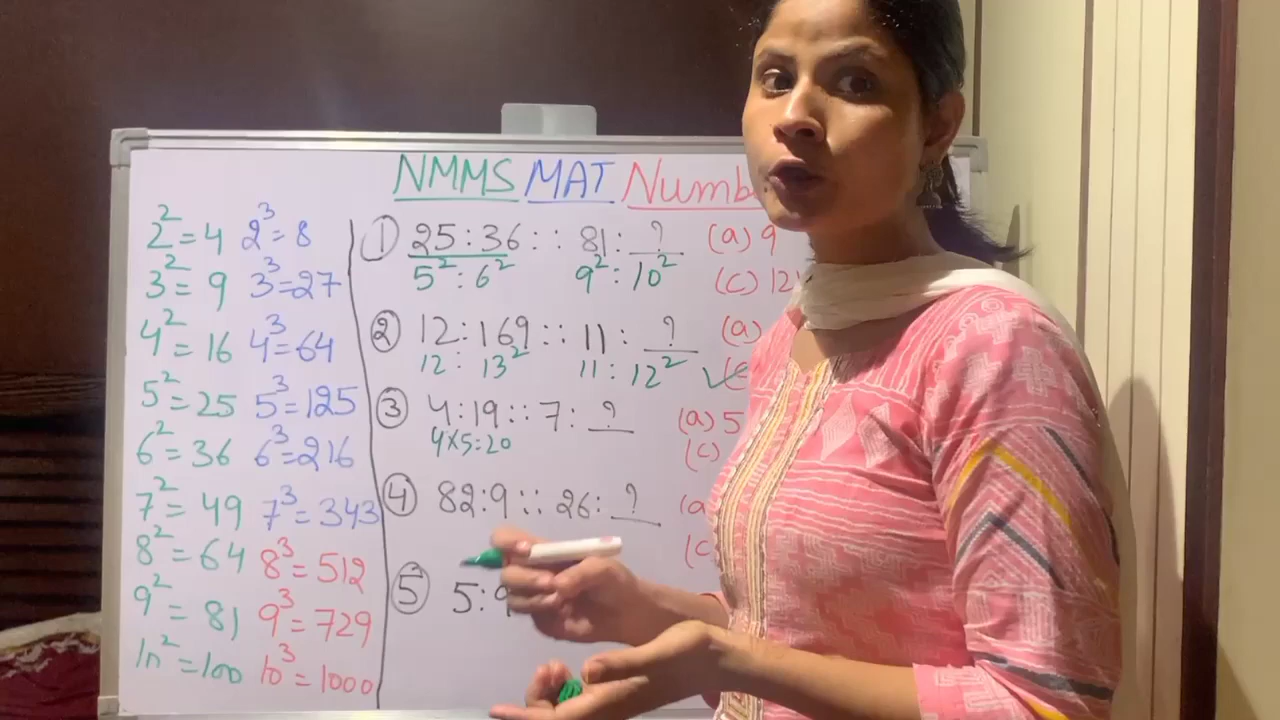 NMMS MAT Numb
2²=4 2³=8
3²=9 3³=27
4²=16 4³=64
5²=25 5³=125
6²=36 6³=216
7²=49 7³=343
8²=64 8³=512
9²=81 9³=729
10²=100 10³=1000
① 25:36 :: 81: ? (a) 9
5²:6² 9²:10² (c) 121
② 12:169 :: 11: ? (a)
12: 13² 11: 12² ✓
③ 4:19 :: 7: ? (a) 5
4×5=20 (c)
④ 82:9 :: 26: ? (a
(c
⑤ 5:9